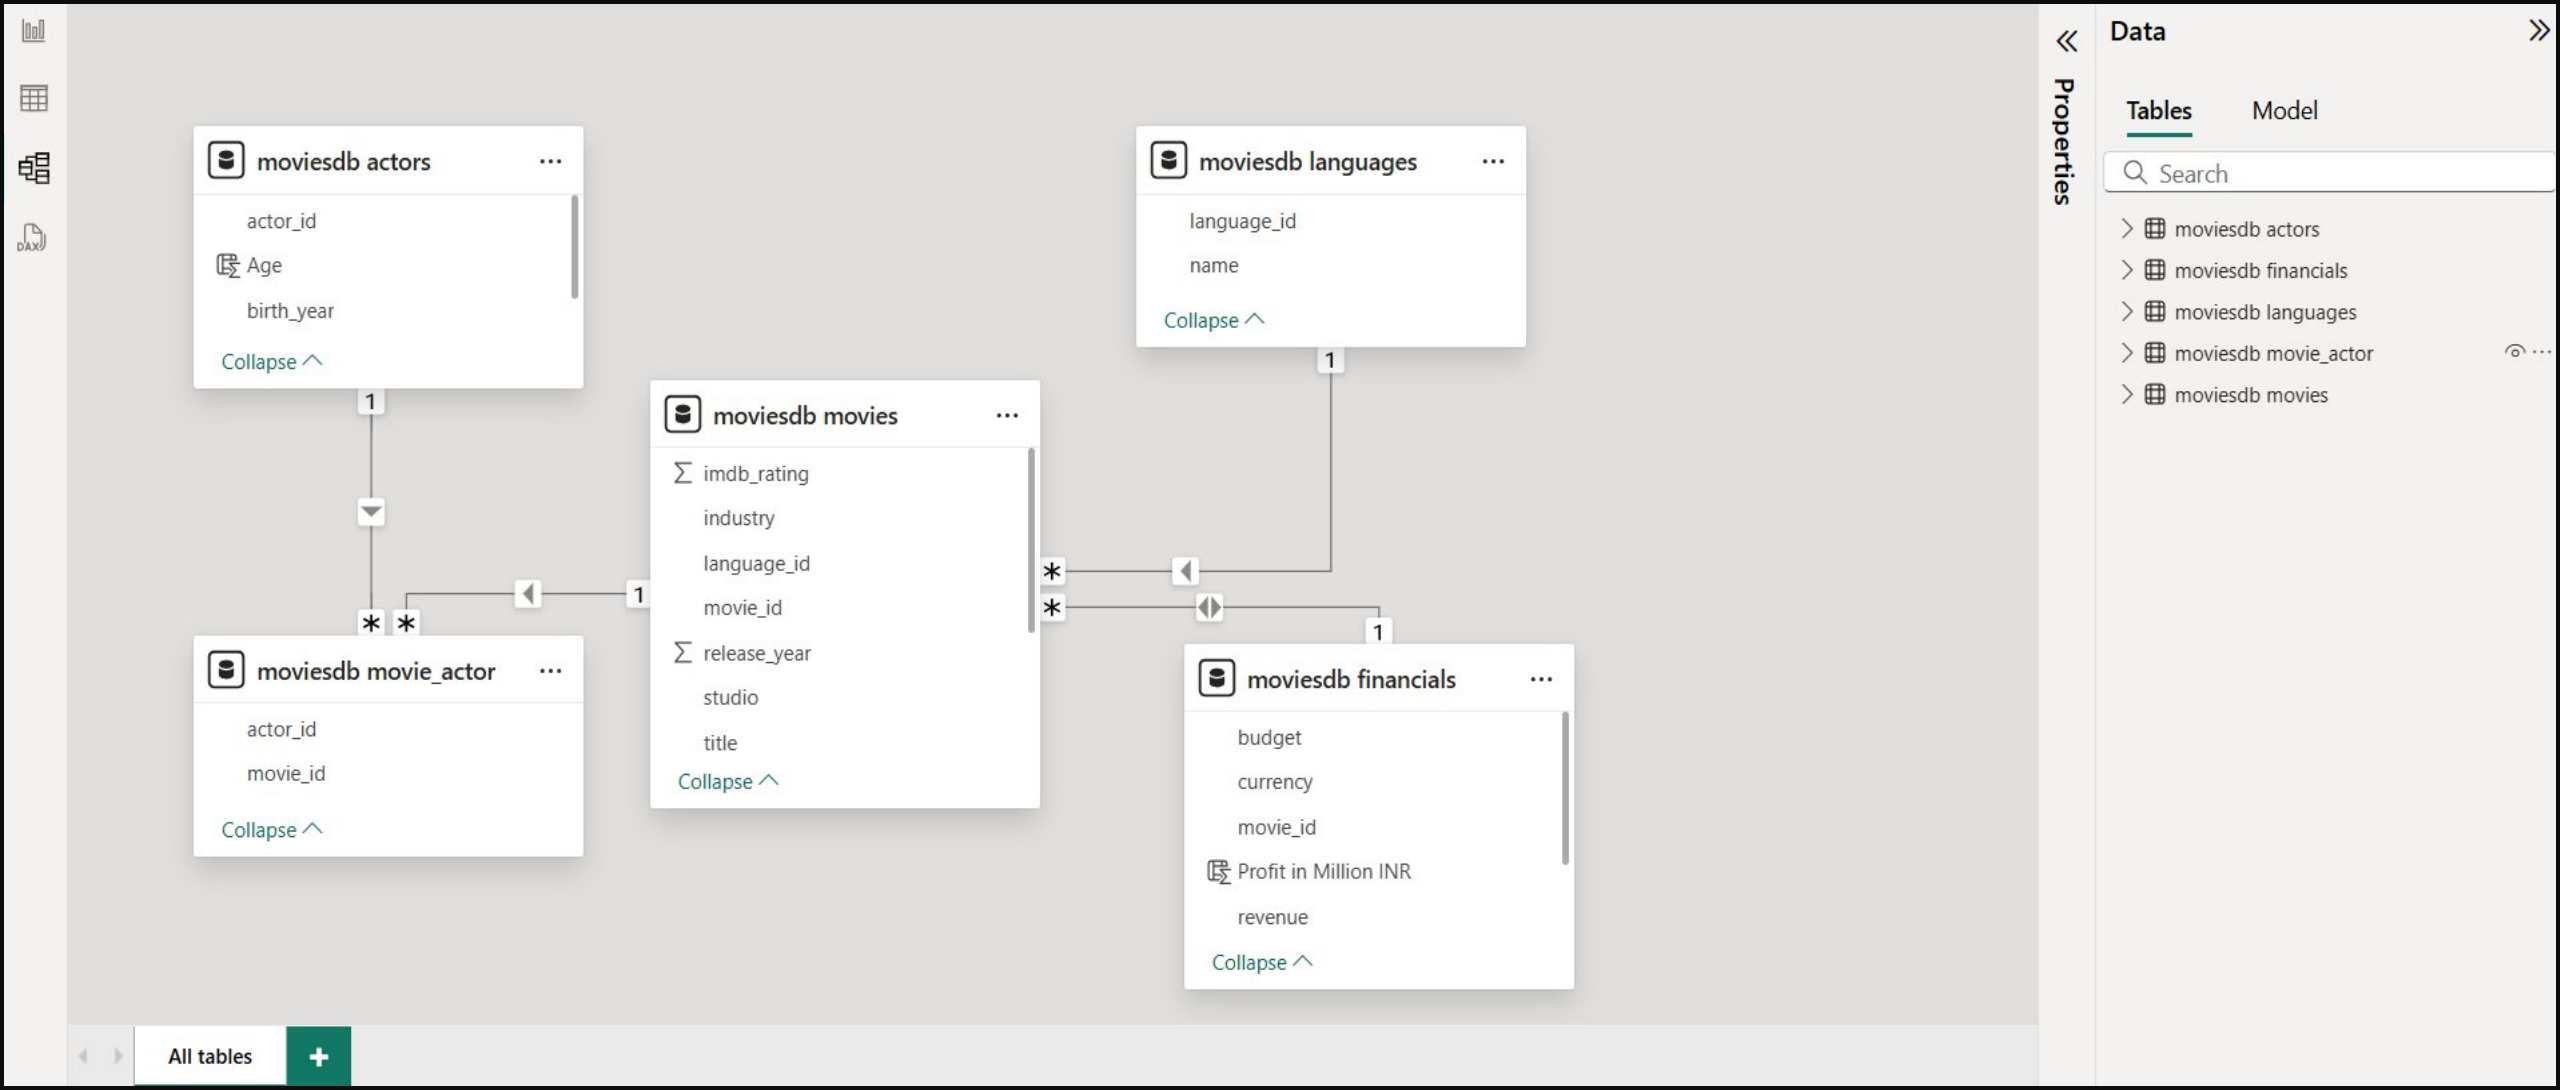 DAX
moviesdb actors
actor_id
Age
birth_year
Collapse
1
*
*
moviesdb movie_actor
actor_id
movie_id
Collapse
1
moviesdb movies
imdb_rating
industry
language_id
movie_id
release_year
studio
title
Collapse
*
*
moviesdb languages
language_id
name
Collapse
1
1
moviesdb financials
budget
currency
movie_id
Profit in Million INR
revenue
Collapse
All tables
Properties
Data
Tables Model
Search
moviesdb actors
moviesdb financials
moviesdb languages
moviesdb movie_actor
moviesdb movies